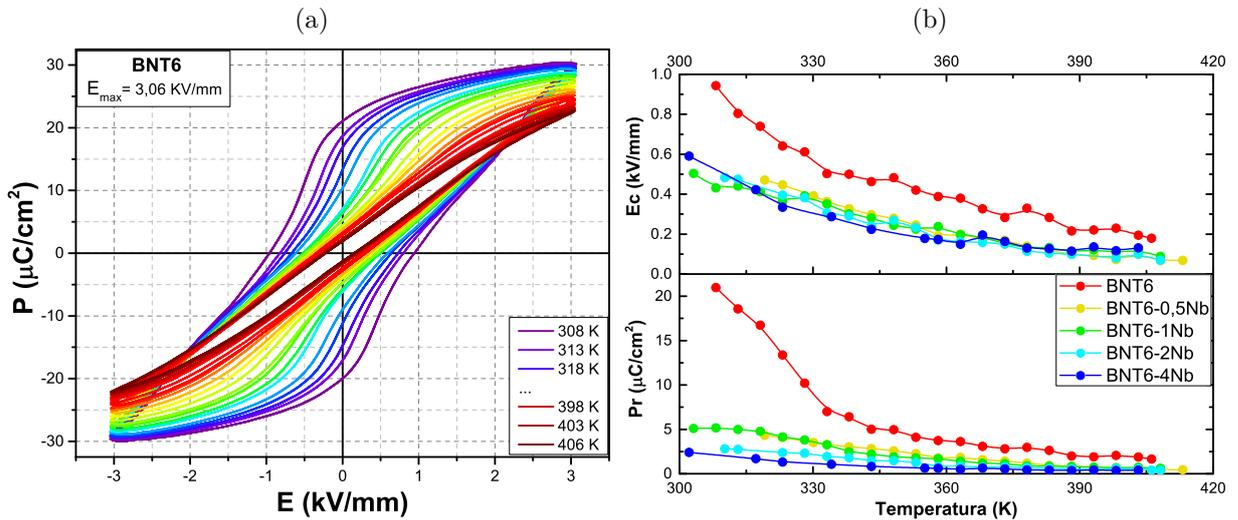 (a)
(b)
BNT6
E_max= 3,06 KV/mm
30
20
10
0
-10
-20
-30
P (µC/cm²)
-3 -2 -1 0 1 2 3
E (kV/mm)
308 K
313 K
318 K
...
398 K
403 K
406 K
300 330 360 390 420
1.0
0.8
0.6
0.4
0.2
0.0
Ec (kV/mm)
20
15
10
5
0
Pr (µC/cm²)
BNT6
BNT6-0,5Nb
BNT6-1Nb
BNT6-2Nb
BNT6-4Nb
300 330 360 390 420
Temperatura (K)